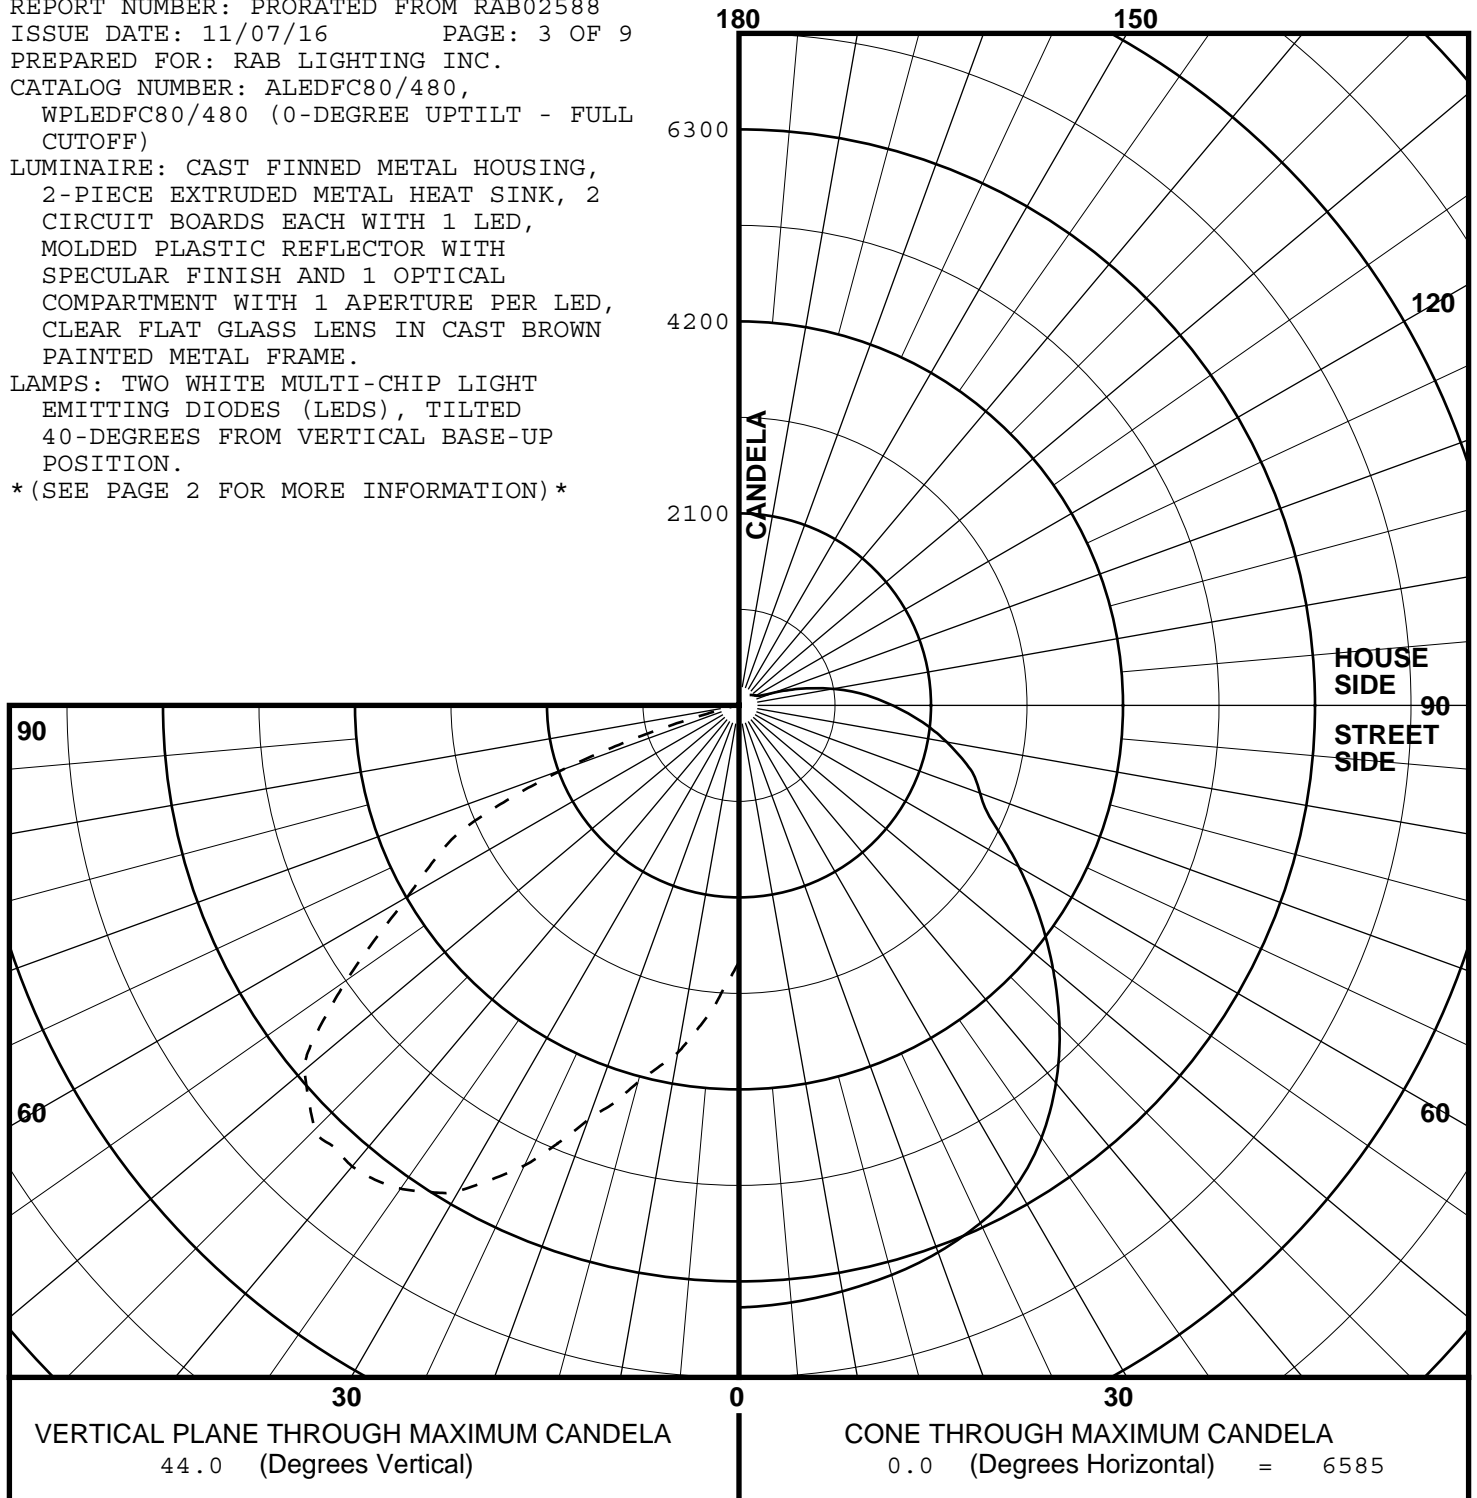 REPORT NUMBER: PRORATED FROM RAB02588
ISSUE DATE: 11/07/16 PAGE: 3 OF 9
PREPARED FOR: RAB LIGHTING INC.
CATALOG NUMBER: ALEDFC80/480,
WPLEDFC80/480 (0-DEGREE UPTILT - FULL
CUTOFF)
LUMINAIRE: CAST FINNED METAL HOUSING,
2-PIECE EXTRUDED METAL HEAT SINK, 2
CIRCUIT BOARDS EACH WITH 1 LED,
MOLDED PLASTIC REFLECTOR WITH
SPECULAR FINISH AND 1 OPTICAL
COMPARTMENT WITH 1 APERTURE PER LED,
CLEAR FLAT GLASS LENS IN CAST BROWN
PAINTED METAL FRAME.
LAMPS: TWO WHITE MULTI-CHIP LIGHT
EMITTING DIODES (LEDS), TILTED
40-DEGREES FROM VERTICAL BASE-UP
POSITION.
*(SEE PAGE 2 FOR MORE INFORMATION)*
180
150
6300
120
4200
CANDELA
2100
HOUSE
SIDE
90
90
STREET
SIDE
60
60
30
0
30
VERTICAL PLANE THROUGH MAXIMUM CANDELA
44.0 (Degrees Vertical)
CONE THROUGH MAXIMUM CANDELA
0.0 (Degrees Horizontal) = 6585